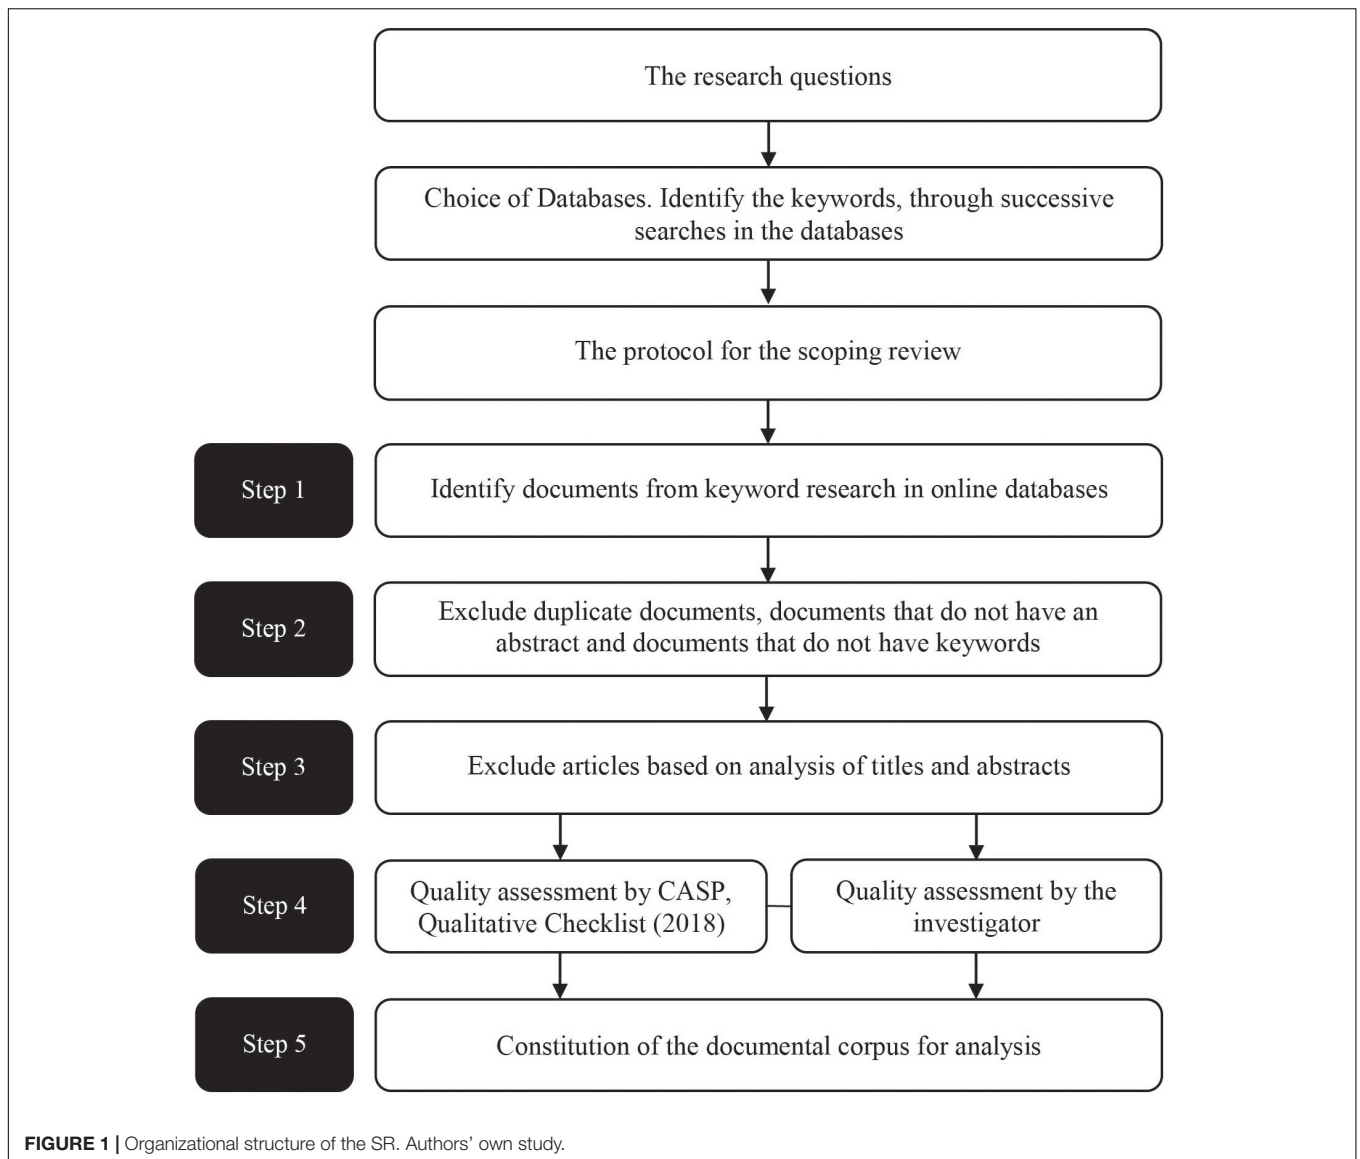 The research questions
Choice of Databases. Identify the keywords, through successive
searches in the databases
The protocol for the scoping review
Step 1
Identify documents from keyword research in online databases
Step 2
Exclude duplicate documents, documents that do not have an
abstract and documents that do not have keywords
Step 3
Exclude articles based on analysis of titles and abstracts
Step 4
Quality assessment by CASP,
Qualitative Checklist (2018)
Quality assessment by the
investigator
Step 5
Constitution of the documental corpus for analysis
FIGURE 1 | Organizational structure of the SR. Authors’ own study.